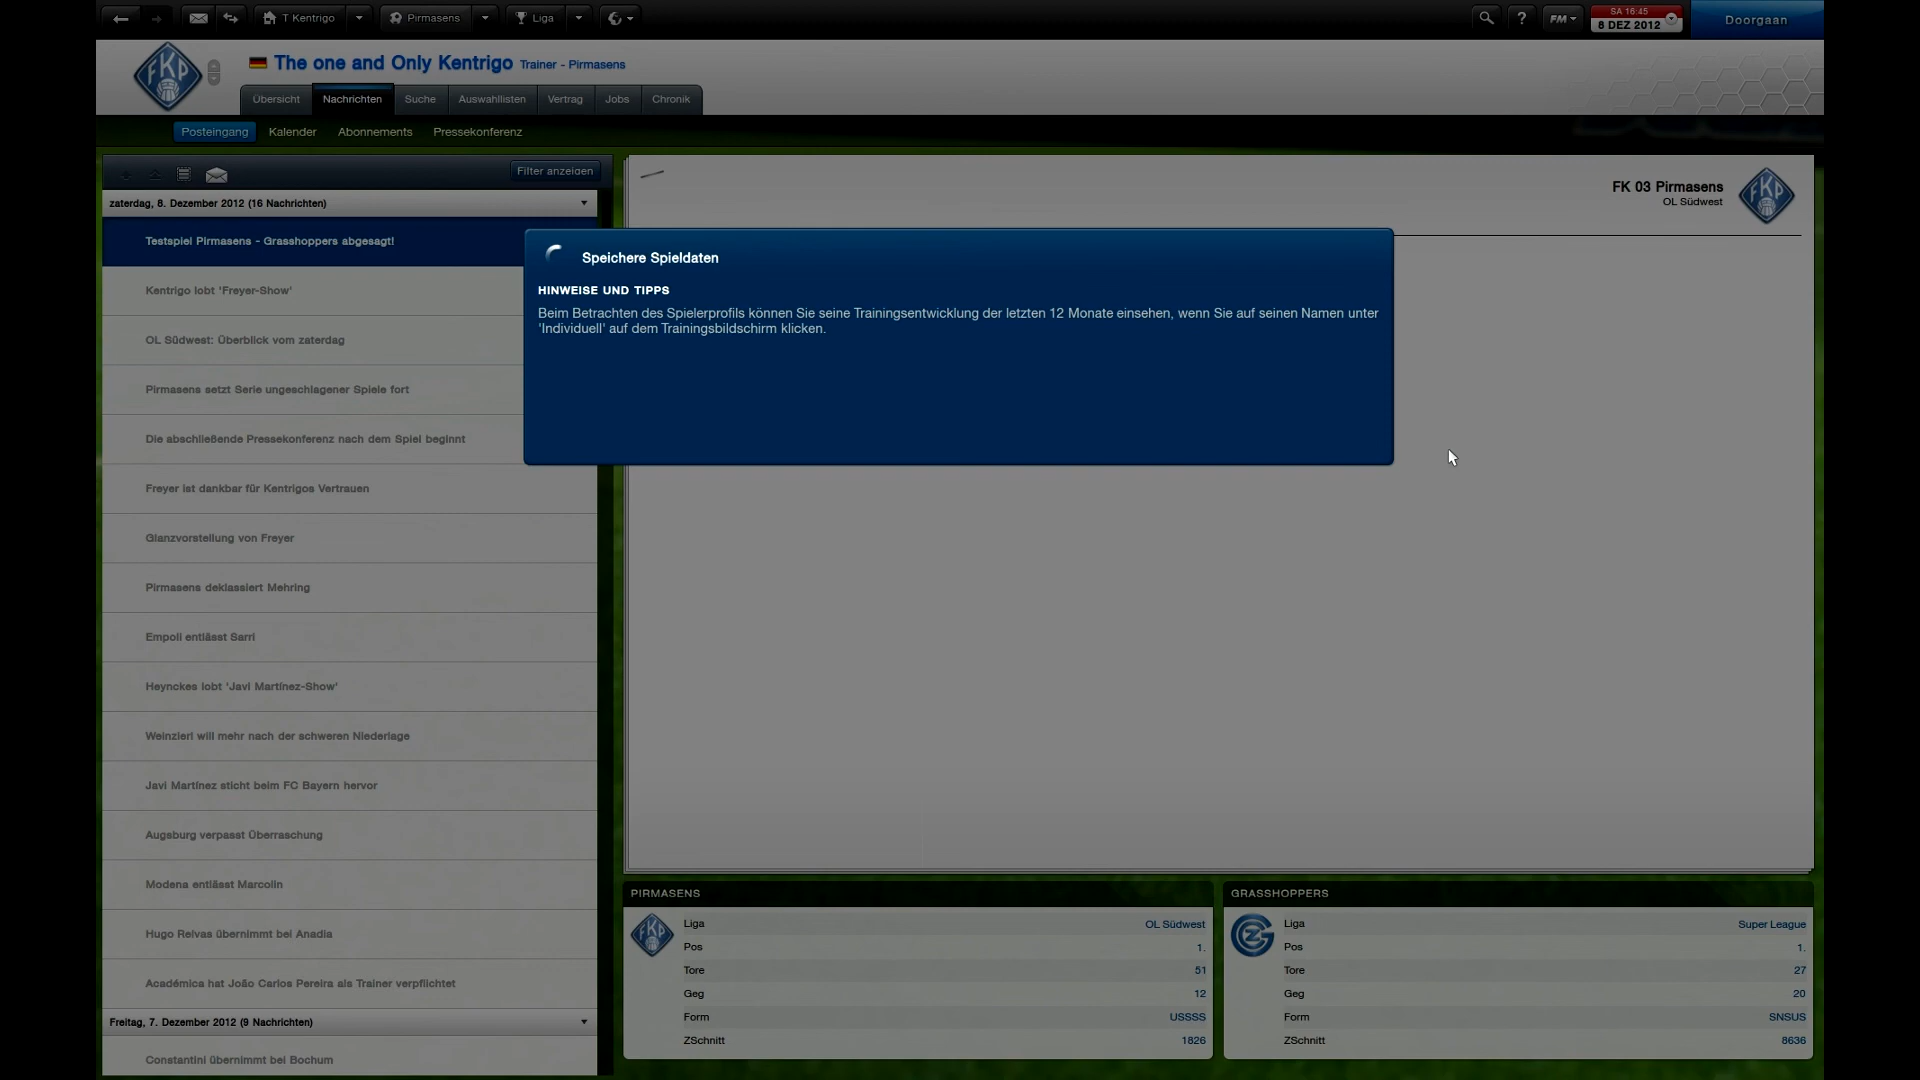 T Kentrigo
Pirmasens
Liga
FM
SA 16:45
8 DEZ 2012
Doorgaan
FKP
The one and Only Kentrigo Trainer - Pirmasens
Übersicht
Nachrichten
Suche
Auswahllisten
Vertrag
Jobs
Chronik
Posteingang
Kalender
Abonnements
Pressekonferenz
Filter anzeigen
zaterdag, 8. Dezember 2012 (16 Nachrichten)
Testspiel Pirmasens - Grasshoppers abgesagt!
Kentrigo lobt 'Freyer-Show'
OL Südwest: Überblick vom zaterdag
Pirmasens setzt Serie ungeschlagener Spiele fort
Die abschließende Pressekonferenz nach dem Spiel beginnt
Freyer ist dankbar für Kentrigos Vertrauen
Glanzvorstellung von Freyer
Pirmasens deklassiert Mehring
Empoli entlässt Sarri
Heynckes lobt 'Javi Martínez-Show'
Weinzierl will mehr nach der schweren Niederlage
Javi Martínez sticht beim FC Bayern hervor
Augsburg verpasst Überraschung
Modena entlässt Marcolin
Hugo Relvas übernimmt bei Anadia
Académica hat João Carlos Pereira als Trainer verpflichtet
Freitag, 7. Dezember 2012 (9 Nachrichten)
Constantini übernimmt bei Bochum
FK 03 Pirmasens
OL Südwest
FKP
Speichere Spieldaten
HINWEISE UND TIPPS
Beim Betrachten des Spielerprofils können Sie seine Trainingsentwicklung der letzten 12 Monate einsehen, wenn Sie auf seinen Namen unter
'Individuell' auf dem Trainingsbildschirm klicken.
PIRMASENS
FKP
Liga OL Südwest
Pos 1.
Tore 51
Geg 12
Form USSSS
ZSchnitt 1826
GRASSHOPPERS
Liga Super League
Pos 1.
Tore 27
Geg 20
Form SNSUS
ZSchnitt 8636